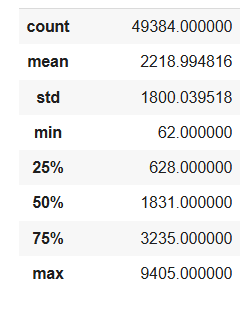 count 49384.000000
mean 2218.994816
std 1800.039518
min 62.000000
25% 628.000000
50% 1831.000000
75% 3235.000000
max 9405.000000